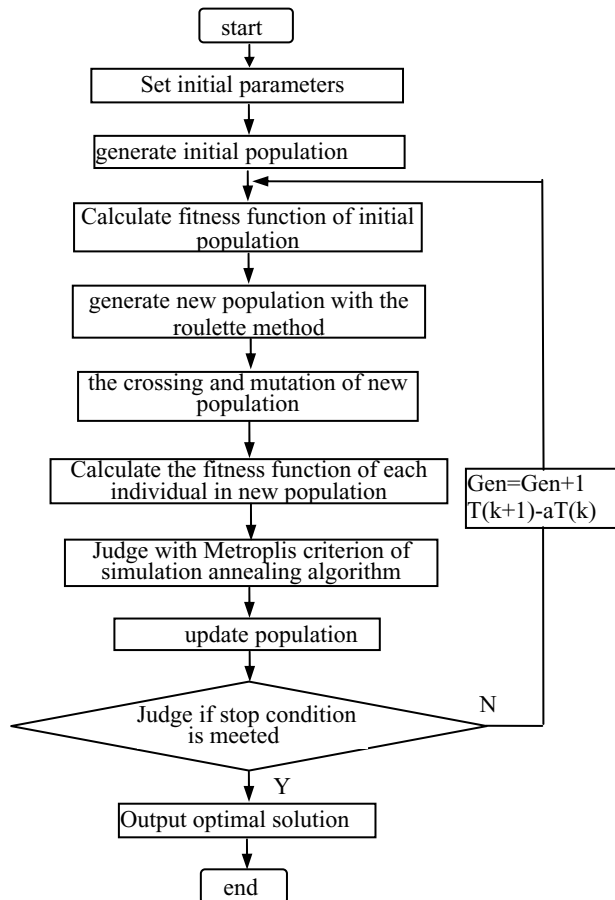 start
Set initial parameters
generate initial population
Calculate fitness function of initial
population
generate new population with the
roulette method
the crossing and mutation of new
population
Calculate the fitness function of each
individual in new population
Gen=Gen+1
T(k+1)-aT(k)
Judge with Metroplis criterion of
simulation annealing algorithm
update population
N
Judge if stop condition
is meeted
Y
Output optimal solution
end